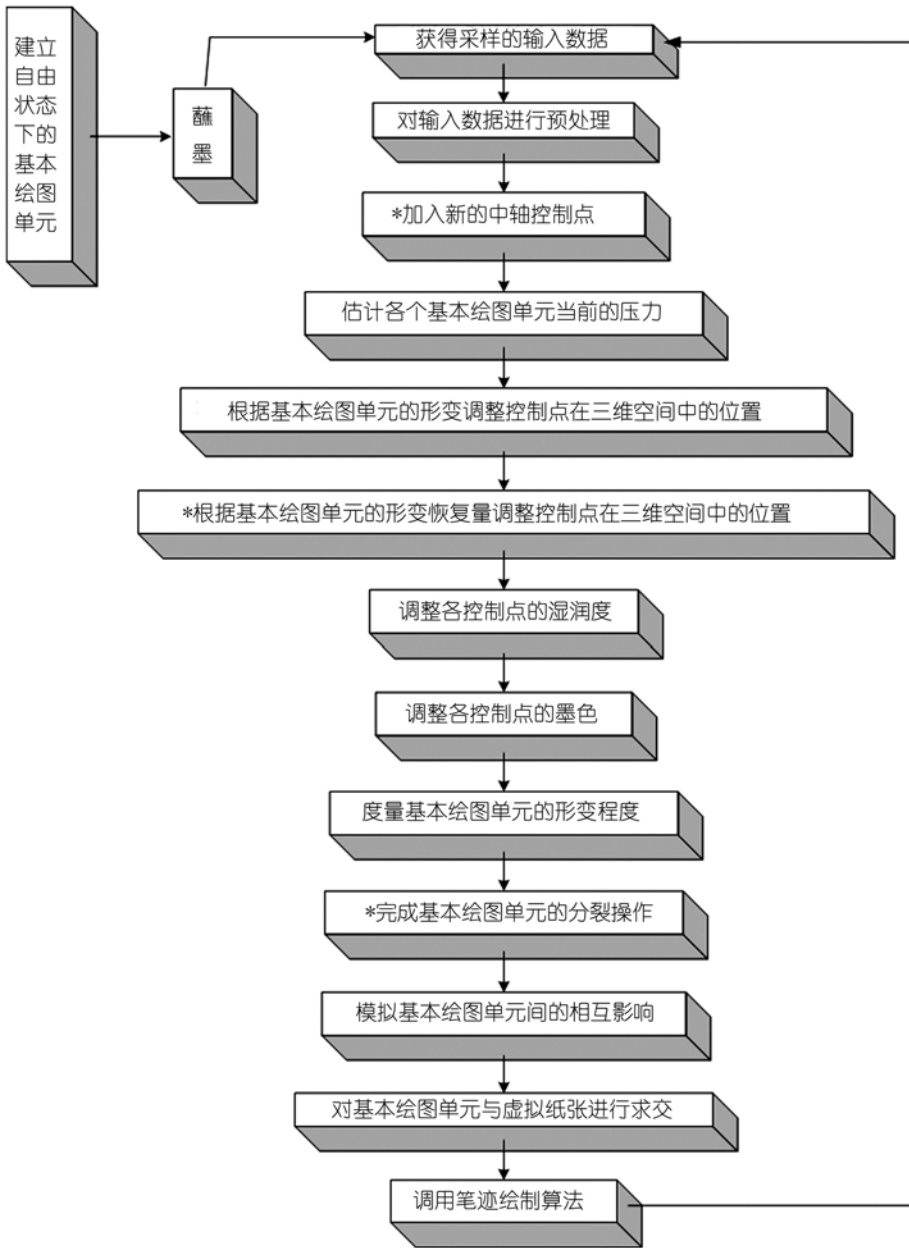 建立
自由
状态
下的
基本
绘图
单元
蘸
墨
获得采样的输入数据
对输入数据进行预处理
*加入新的中轴控制点
估计各个基本绘图单元当前的压力
根据基本绘图单元的形变调整控制点在三维空间中的位置
*根据基本绘图单元的形变恢复量调整控制点在三维空间中的位置
调整各控制点的湿润度
调整各控制点的墨色
度量基本绘图单元的形变程度
*完成基本绘图单元的分裂操作
模拟基本绘图单元间的相互影响
对基本绘图单元与虚拟纸张进行求交
调用笔迹绘制算法